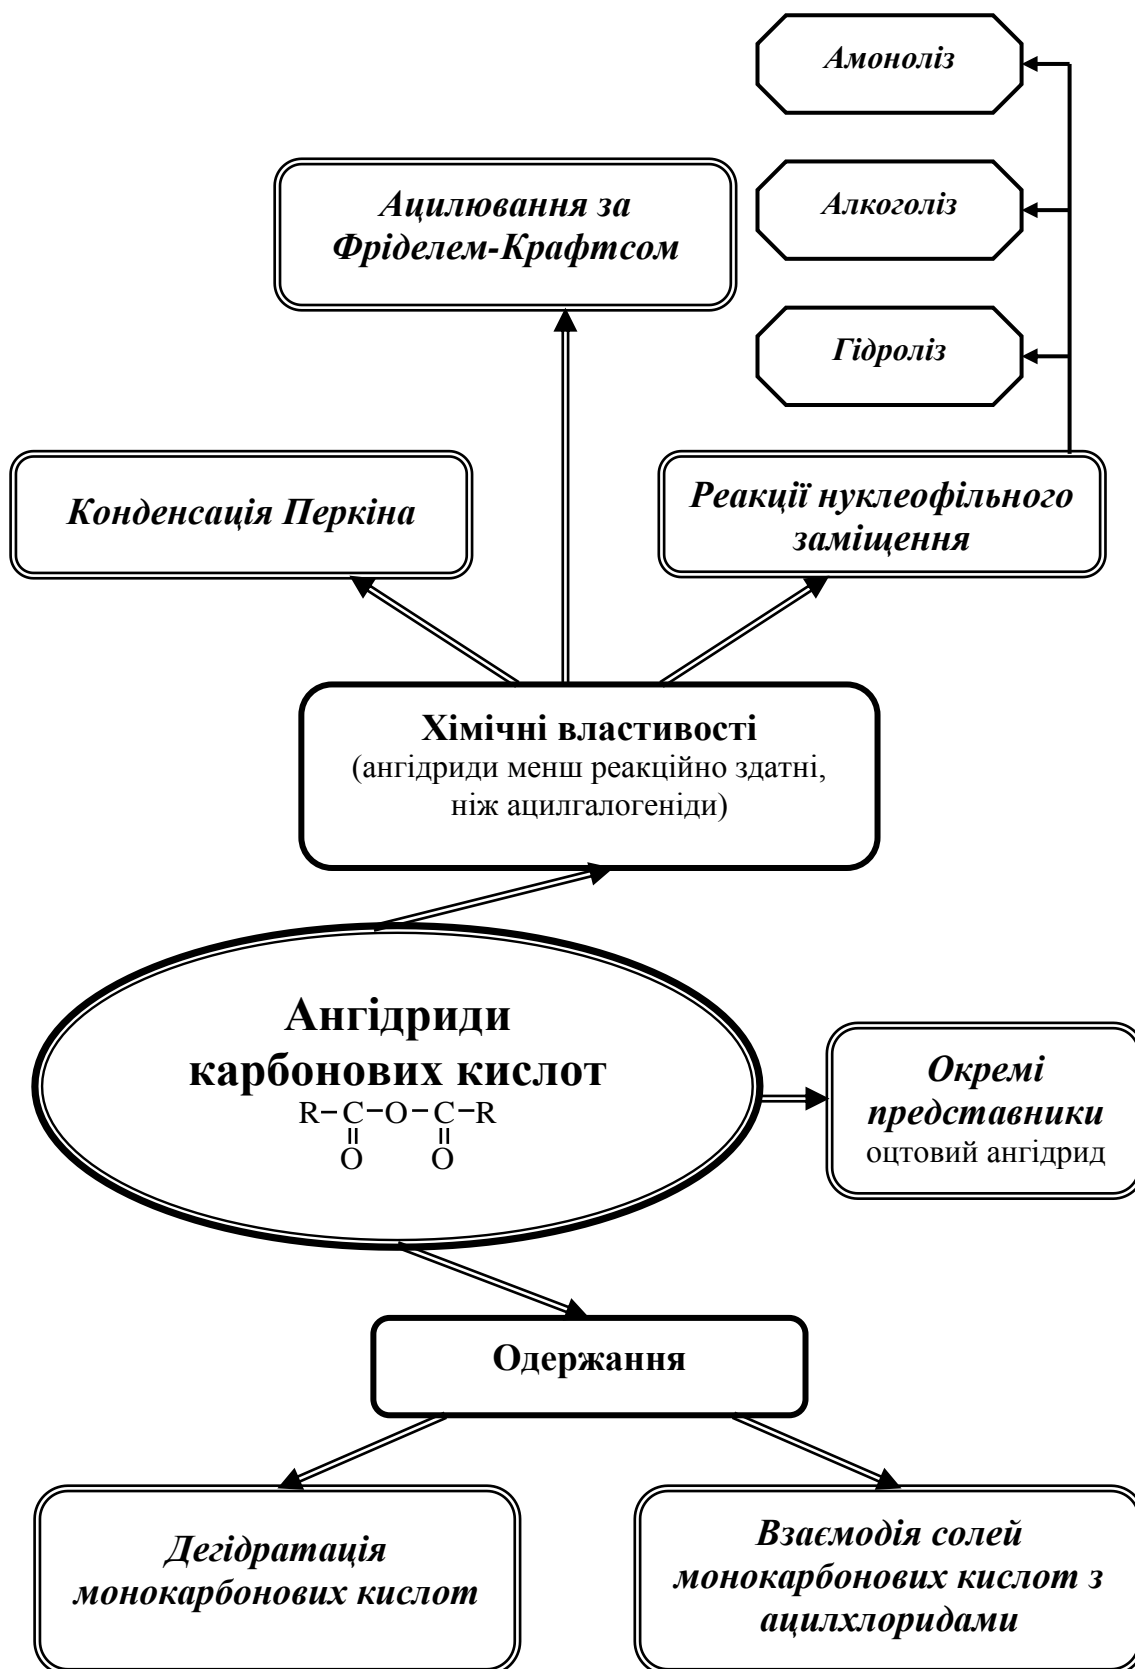 Амоноліз
Ацилювання за
Фріделем-Крафтсом
Алкоголіз
Гідроліз
Конденсація Перкіна
Реакції нуклеофільного
заміщення
Хімічні властивості
(ангідриди менш реакційно здатні,
ніж ацилгалогеніди)
Ангідриди
карбонових кислот
R–C–O–C–R
O O
Окремі
представники
оцтовий ангідрид
Одержання
Дегідратація
монокарбонових кислот
Взаємодія солей
монокарбонових кислот з
ацилхлоридами